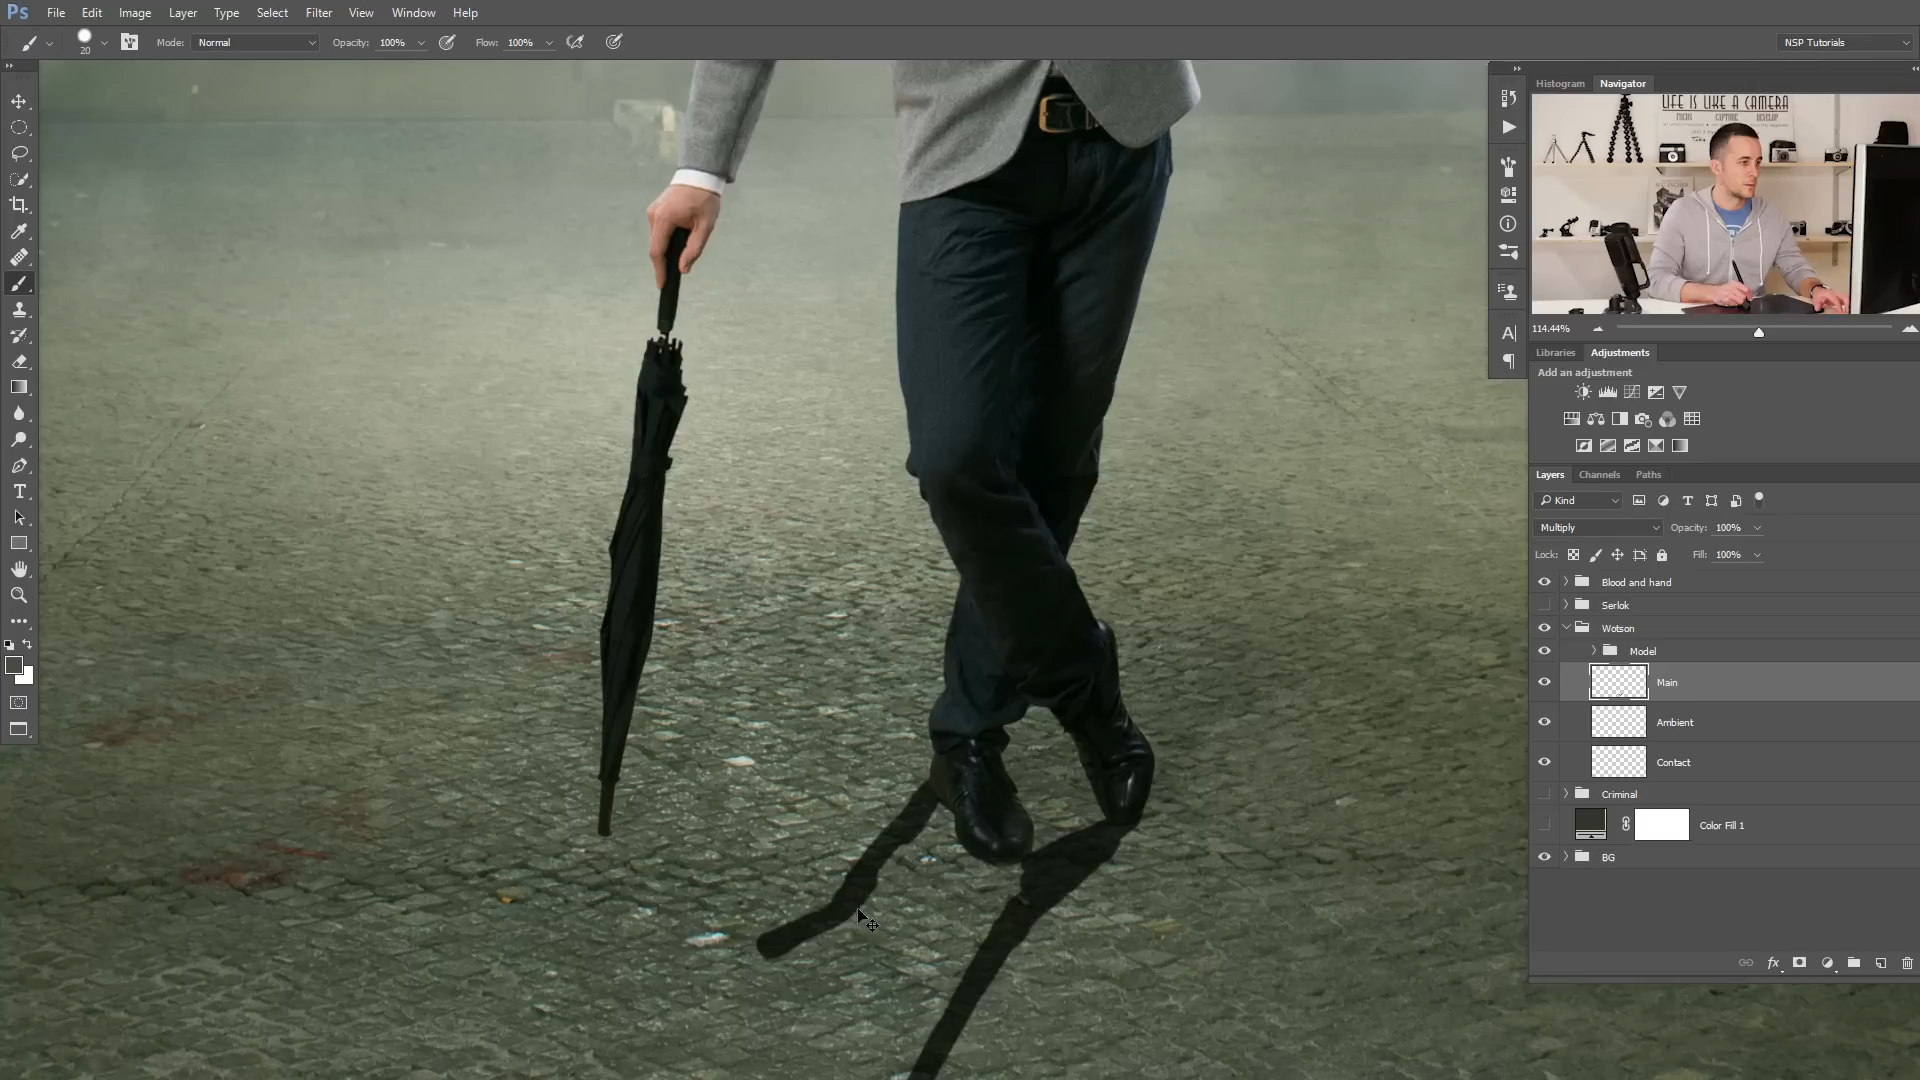 Ps File Edit Image Layer Type Select Filter View Window Help
20 Mode: Normal Opacity: 100% Flow: 100% NSP Tutorials
Histogram Navigator
LIFE IS LIKE A CAMERA
FOCUS CAPTURE DEVELOP
114.44%
Libraries Adjustments
Add an adjustment
Layers Channels Paths
Kind
Multiply Opacity: 100%
Lock: Fill: 100%
Blood and hand
Serlok
Wotson
Model
Main
Ambient
Contact
Criminal
Color Fill 1
BG